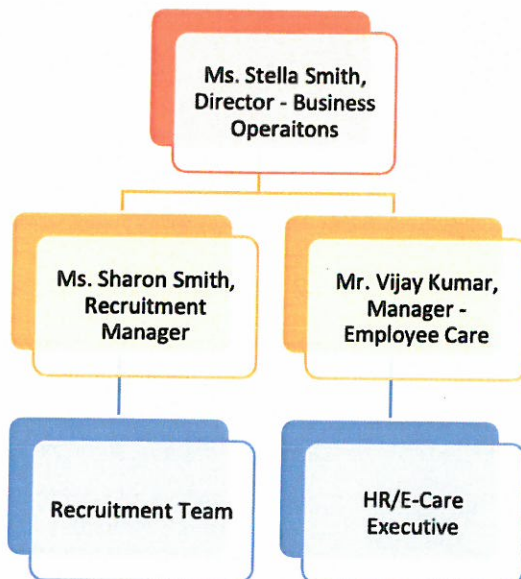 Ms. Stella Smith,
Director - Business
Operaitons
Ms. Sharon Smith,
Recruitment
Manager
Mr. Vijay Kumar,
Manager -
Employee Care
Recruitment Team
HR/E-Care
Executive